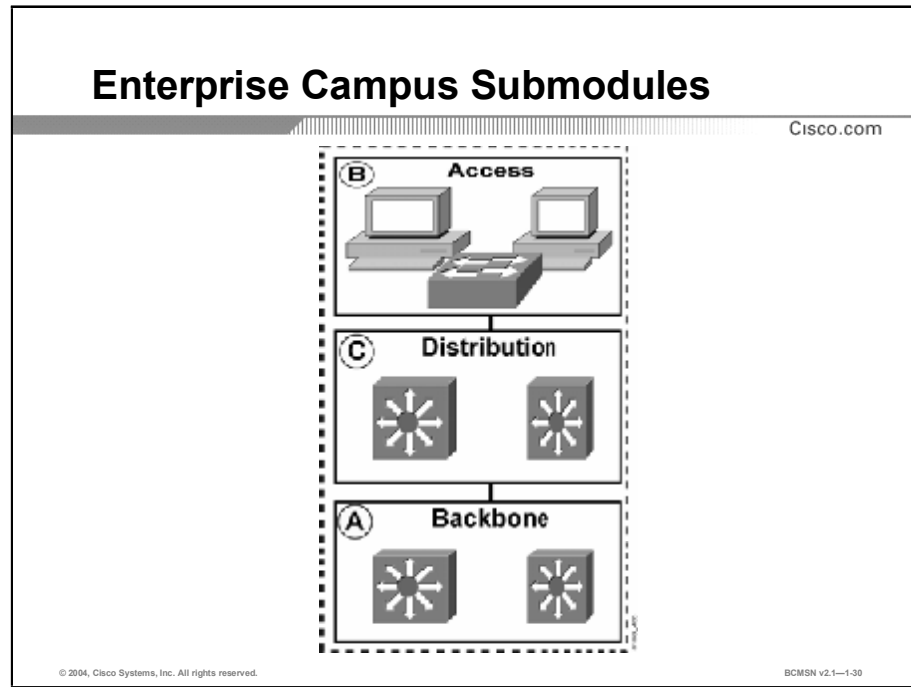 Enterprise Campus Submodules
Cisco.com
B
Access
C
Distribution
A
Backbone
© 2004, Cisco Systems, Inc. All rights reserved.
BCMSN v2.1—1-30